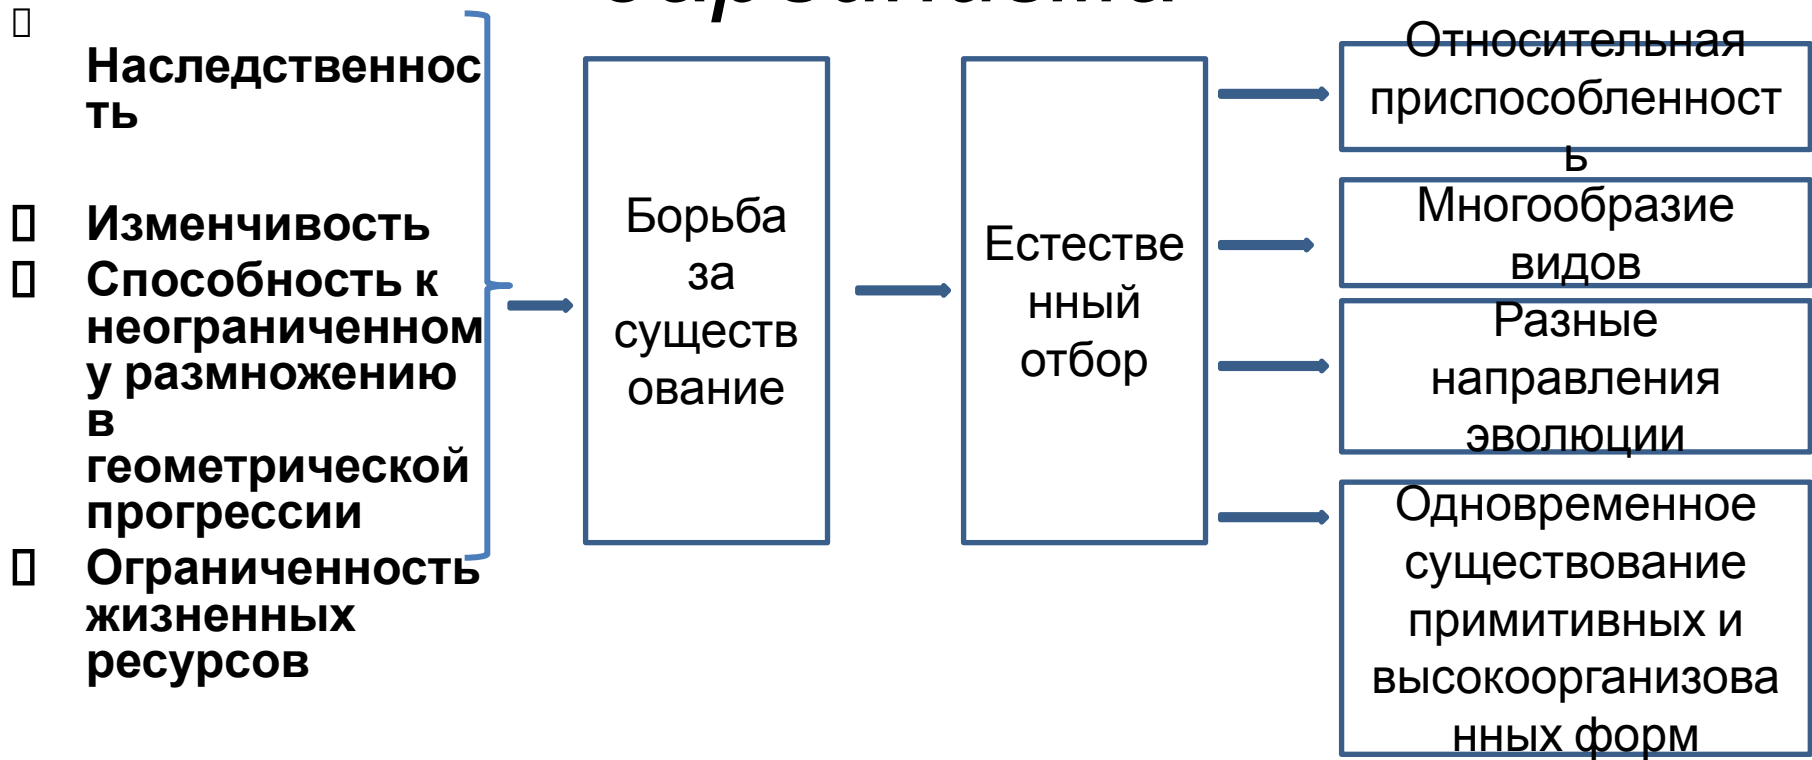 Наследственнос
ть
Изменчивость
Способность к
неограниченном
у размножению
в
геометрической
прогрессии
Ограниченность
жизненных
ресурсов
Борьба
за
существ
ование
Естестве
нный
отбор
Относительная
приспособленност
ь
Многообразие
видов
Разные
направления
эволюции
Одновременное
существование
примитивных и
высокоорганизова
нных форм